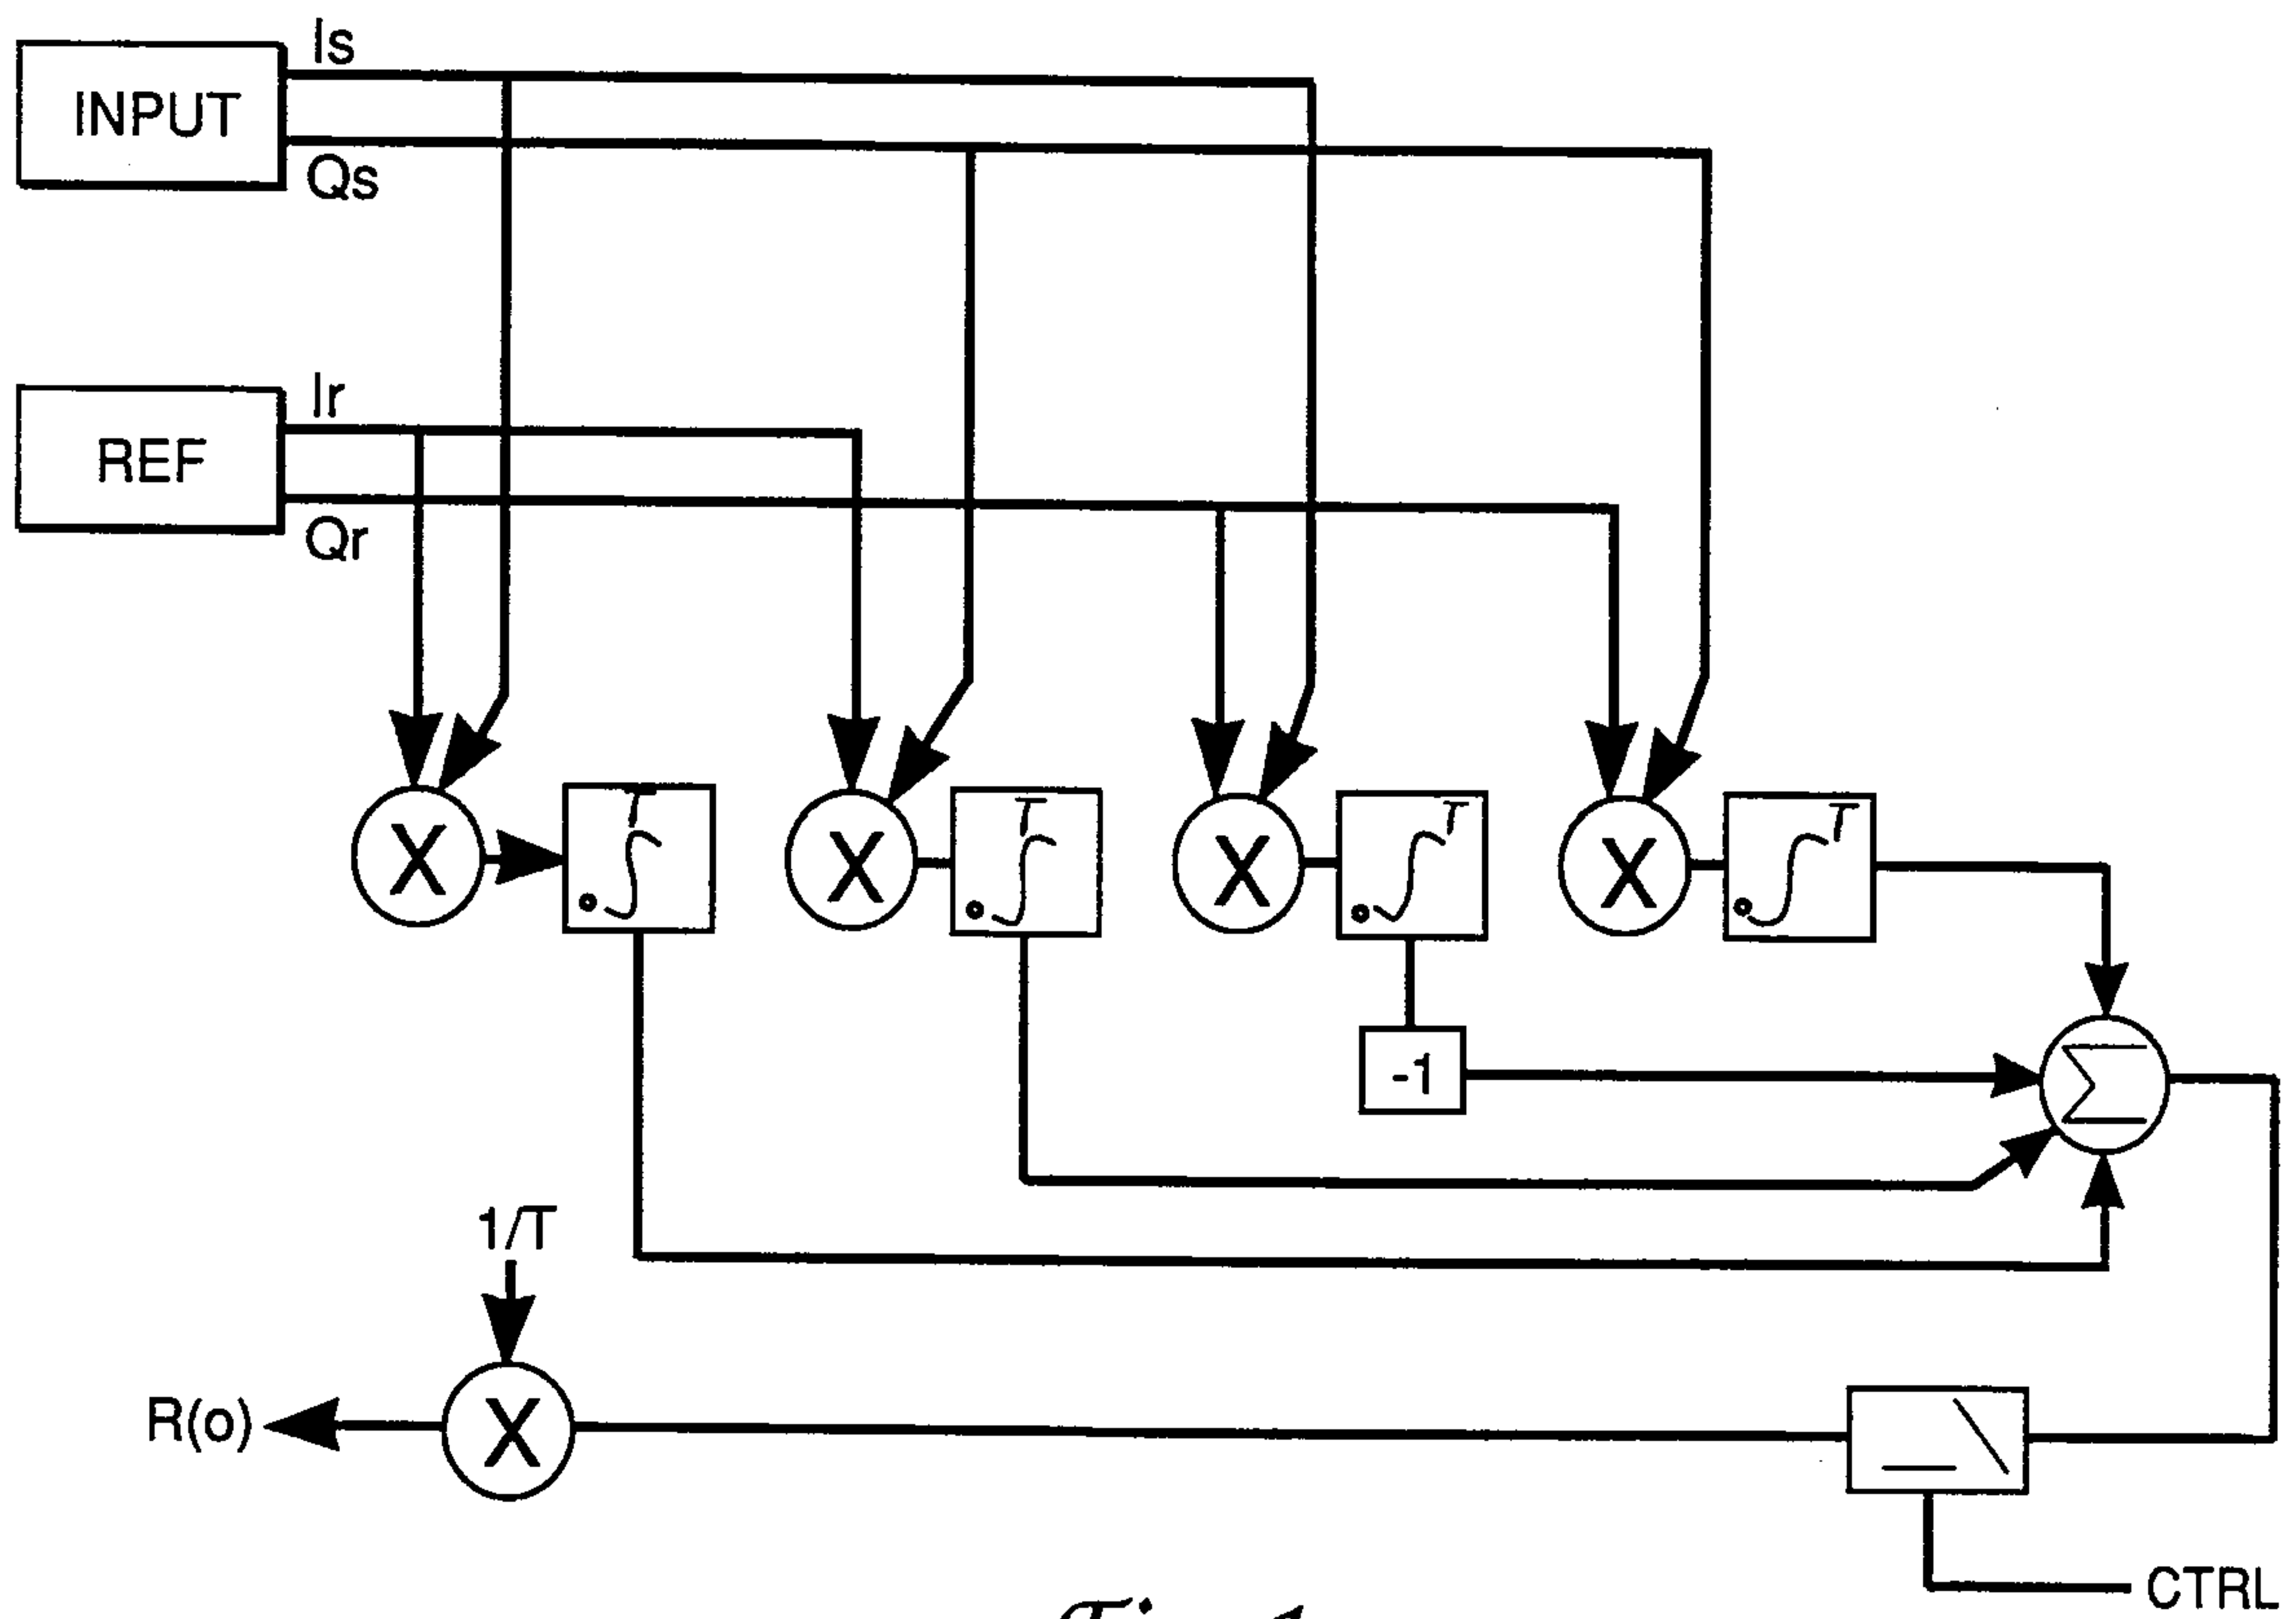 Is
INPUT
Qs
Ir
REF
Qr
X
T
∫
o
X
T
∫
o
X
T
∫
o
X
T
∫
o
-1
Σ
1/T
R(o)
X
CTRL